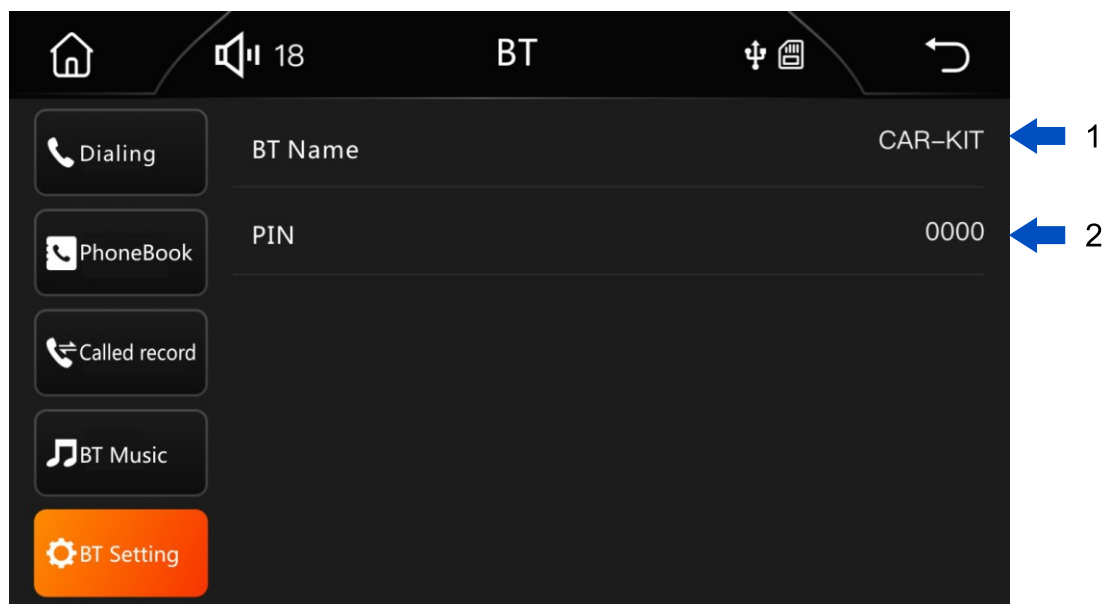 18 BT
Dialing
BT Name CAR-KIT 1
PhoneBook
PIN 0000 2
Called record
BT Music
BT Setting